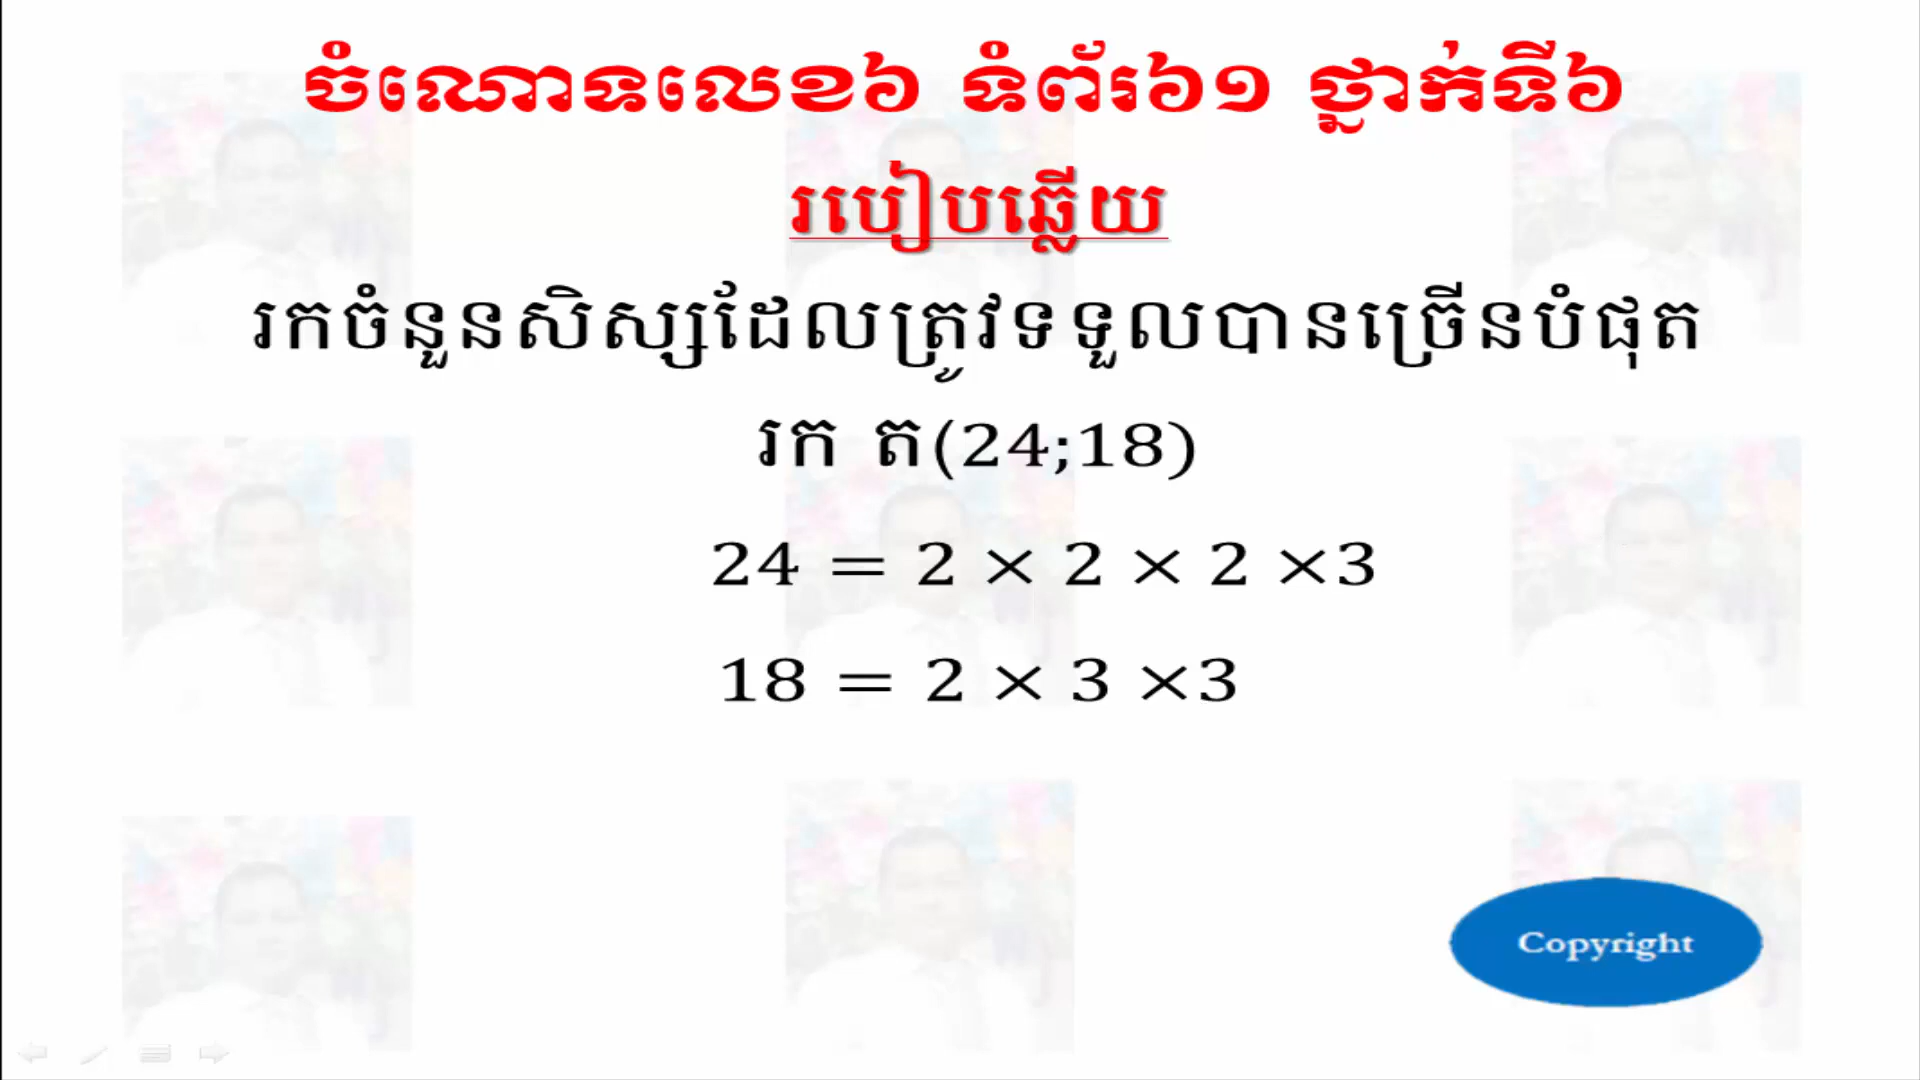 ចំណោទលេខ៦ ទំព័រ៦១ ថ្នាក់ទី៦
របៀបឆ្លើយ
រកចំនួនសិស្សដែលត្រូវទទួលបានច្រើនបំផុត
រក ត(24;18)
24 = 2 × 2 × 2 ×3
18 = 2 × 3 ×3
Copyright